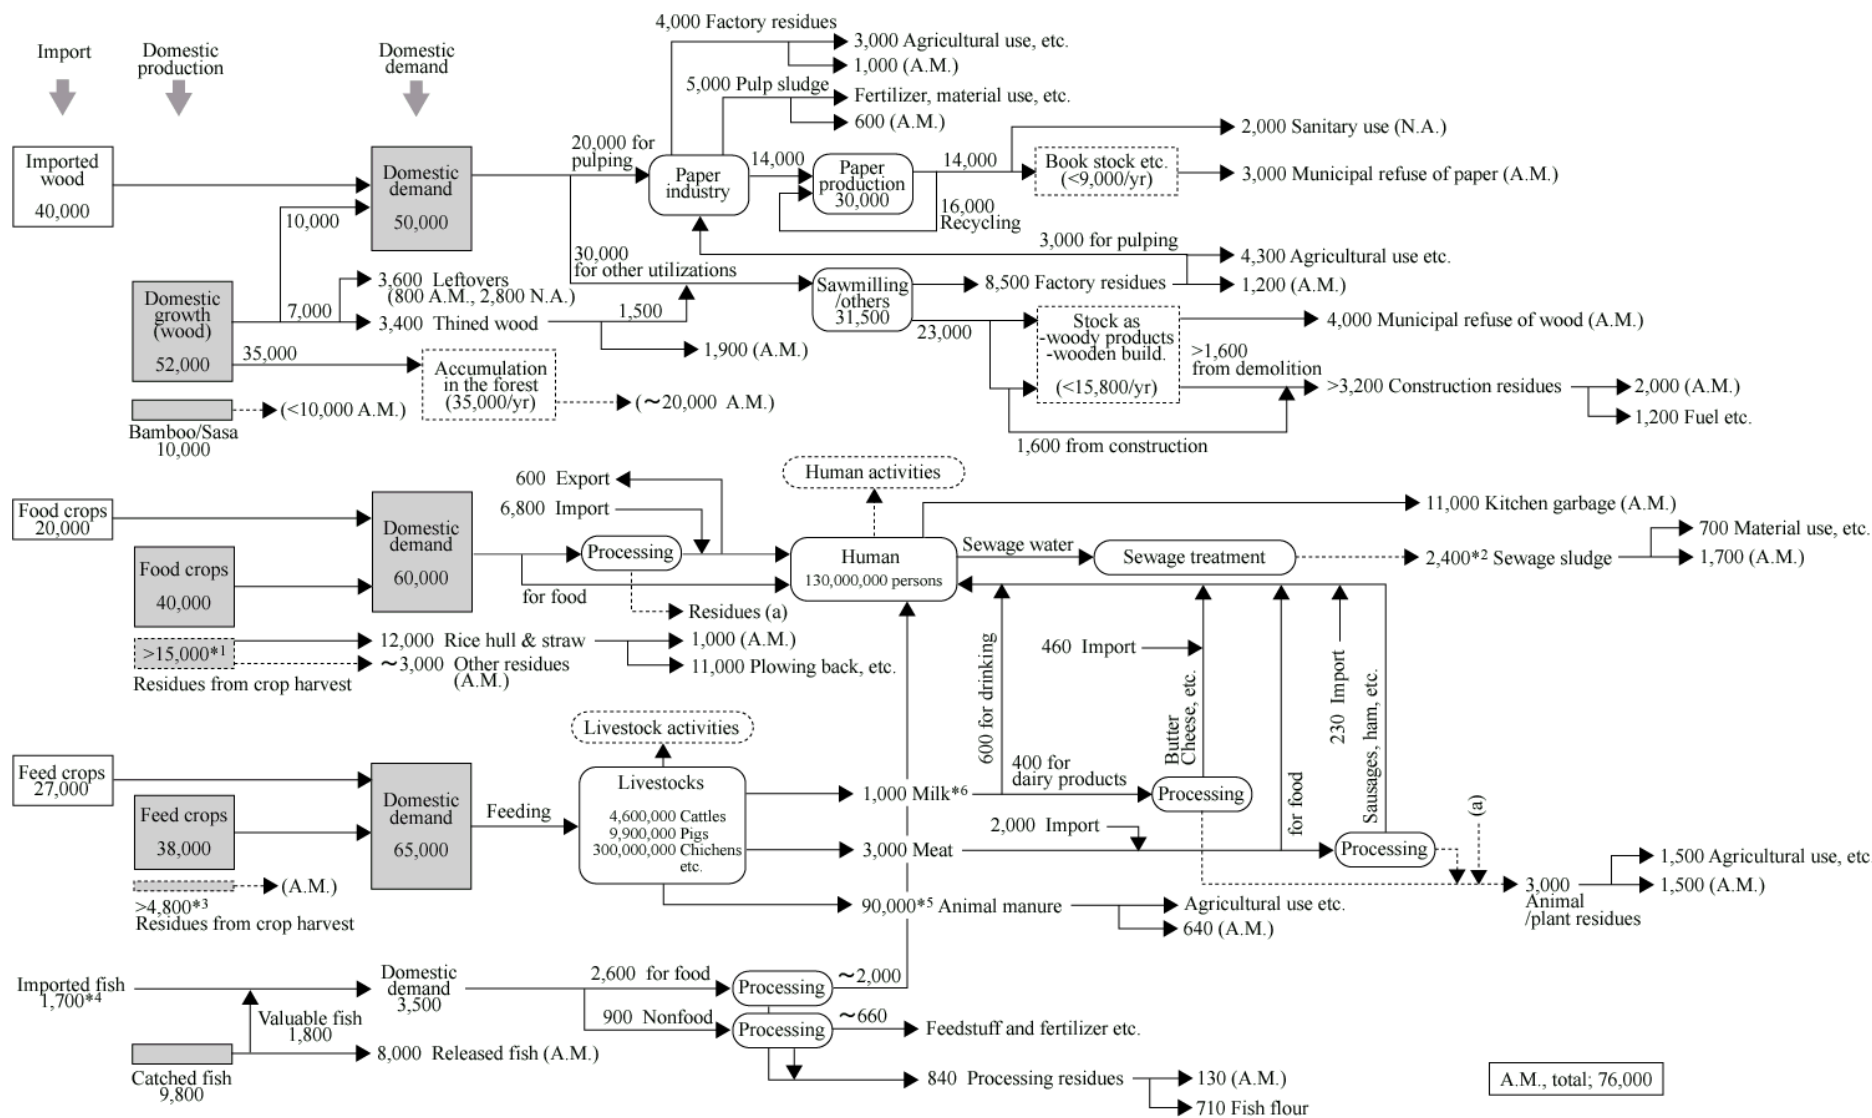 Import
Domestic
production
Domestic
demand
4,000 Factory residues
3,000 Agricultural use, etc.
1,000 (A.M.)
5,000 Pulp sludge
Fertilizer, material use, etc.
600 (A.M.)
Imported
wood
40,000
Domestic
demand
50,000
10,000
20,000 for
pulping
Paper
industry
14,000
Paper
production
30,000
14,000
16,000
Recycling
2,000 Sanitary use (N.A.)
Book stock etc.
(<9,000/yr)
3,000 Municipal refuse of paper (A.M.)
3,000 for pulping
30,000
for other utilizations
4,300 Agricultural use etc.
1,200 (A.M.)
Domestic
growth
(wood)
52,000
7,000
3,600 Leftovers
(800 A.M., 2,800 N.A.)
3,400 Thined wood
1,500
1,900 (A.M.)
Sawmilling
/others
31,500
8,500 Factory residues
23,000
Stock as
-woody products
-wooden build.
(<15,800/yr)
4,000 Municipal refuse of wood (A.M.)
>1,600
from demolition
>3,200 Construction residues
2,000 (A.M.)
1,200 Fuel etc.
1,600 from construction
35,000
Accumulation
in the forest
(35,000/yr)
(~20,000 A.M.)
(<10,000 A.M.)
Bamboo/Sasa
10,000
Food crops
20,000
Food crops
40,000
Domestic
demand
60,000
600 Export
6,800 Import
Processing
for food
Residues (a)
Human activities
Human
130,000,000 persons
11,000 Kitchen garbage (A.M.)
Sewage water
Sewage treatment
2,400*2 Sewage sludge
700 Material use, etc.
1,700 (A.M.)
>15,000*1
Residues from crop harvest
12,000 Rice hull & straw
~3,000 Other residues
(A.M.)
1,000 (A.M.)
11,000 Plowing back, etc.
Feed crops
27,000
Feed crops
38,000
Domestic
demand
65,000
>4,800*3
Residues from crop harvest
(A.M.)
Feeding
Livestock activities
Livestocks
4,600,000 Cattles
9,900,000 Pigs
300,000,000 Chichens
etc.
1,000 Milk*6
600 for drinking
400 for
dairy products
Processing
Butter
Cheese, etc.
460 Import
3,000 Meat
2,000 Import
for food
230 Import
Sausages, ham, etc.
Processing
(a)
3,000
Animal
/plant residues
1,500 Agricultural use, etc
1,500 (A.M.)
90,000*5 Animal manure
Agricultural use etc.
640 (A.M.)
Imported fish
1,700*4
Valuable fish
1,800
Catched fish
9,800
8,000 Released fish (A.M.)
Domestic
demand
3,500
2,600 for food
Processing
~2,000
900 Nonfood
Processing
~660
Feedstuff and fertilizer etc.
840 Processing residues
130 (A.M.)
710 Fish flour
A.M., total; 76,000